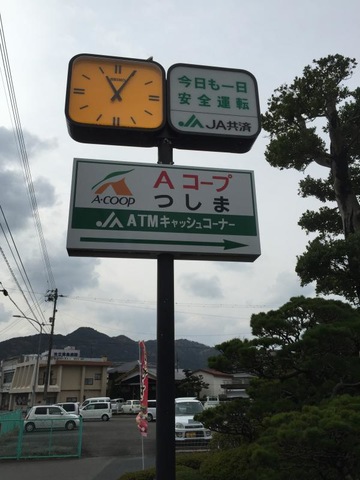 SEIKO
今日も一日
安全運転
JA共済
A·COOP
Aコープ
つしま
JA ATMキャッシュコーナー